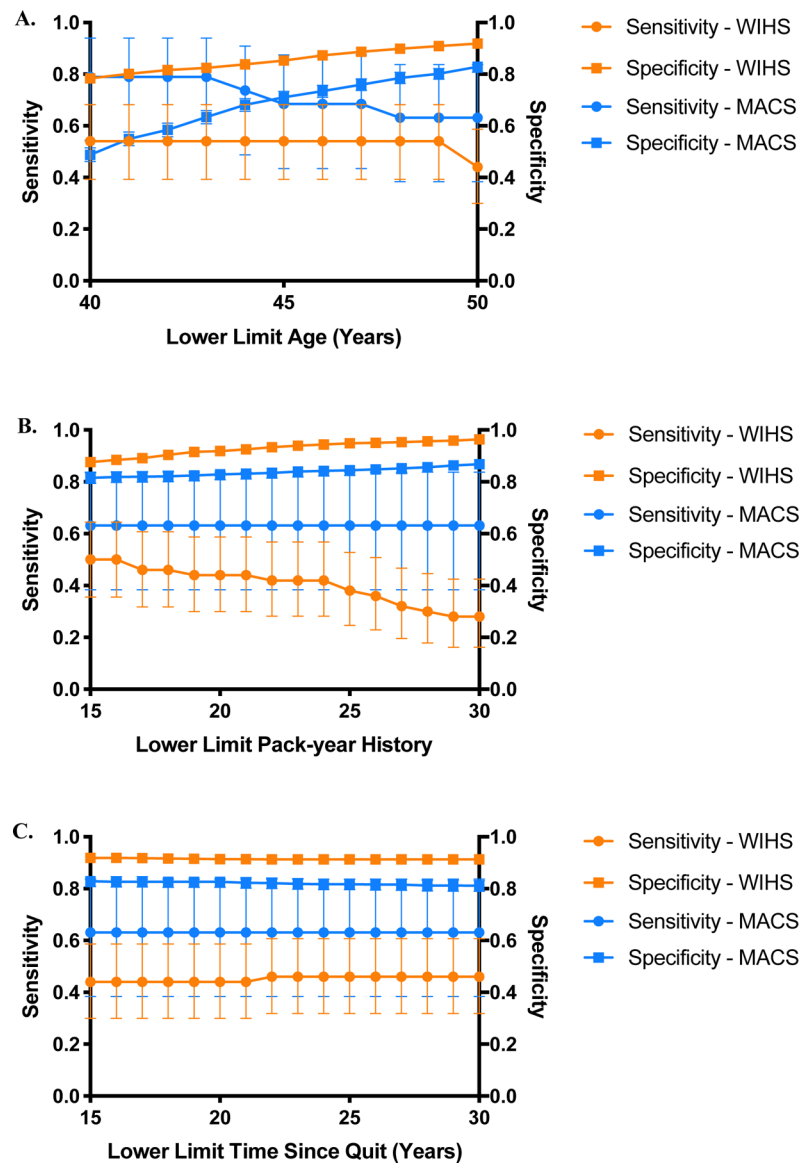 A.
Sensitivity
1.0
0.8
0.6
0.4
0.2
0.0
40
45
50
Lower Limit Age (Years)
1.0
0.8
0.6
0.4
0.2
0.0
Specificity
Sensitivity - WIHS
Specificity - WIHS
Sensitivity - MACS
Specificity - MACS
B.
Sensitivity
1.0
0.8
0.6
0.4
0.2
0.0
15
20
25
30
Lower Limit Pack-year History
1.0
0.8
0.6
0.4
0.2
0.0
Specificity
Sensitivity - WIHS
Specificity - WIHS
Sensitivity - MACS
Specificity - MACS
C.
Sensitivity
1.0
0.8
0.6
0.4
0.2
0.0
15
20
25
30
Lower Limit Time Since Quit (Years)
1.0
0.8
0.6
0.4
0.2
0.0
Specificity
Sensitivity - WIHS
Specificity - WIHS
Sensitivity - MACS
Specificity - MACS